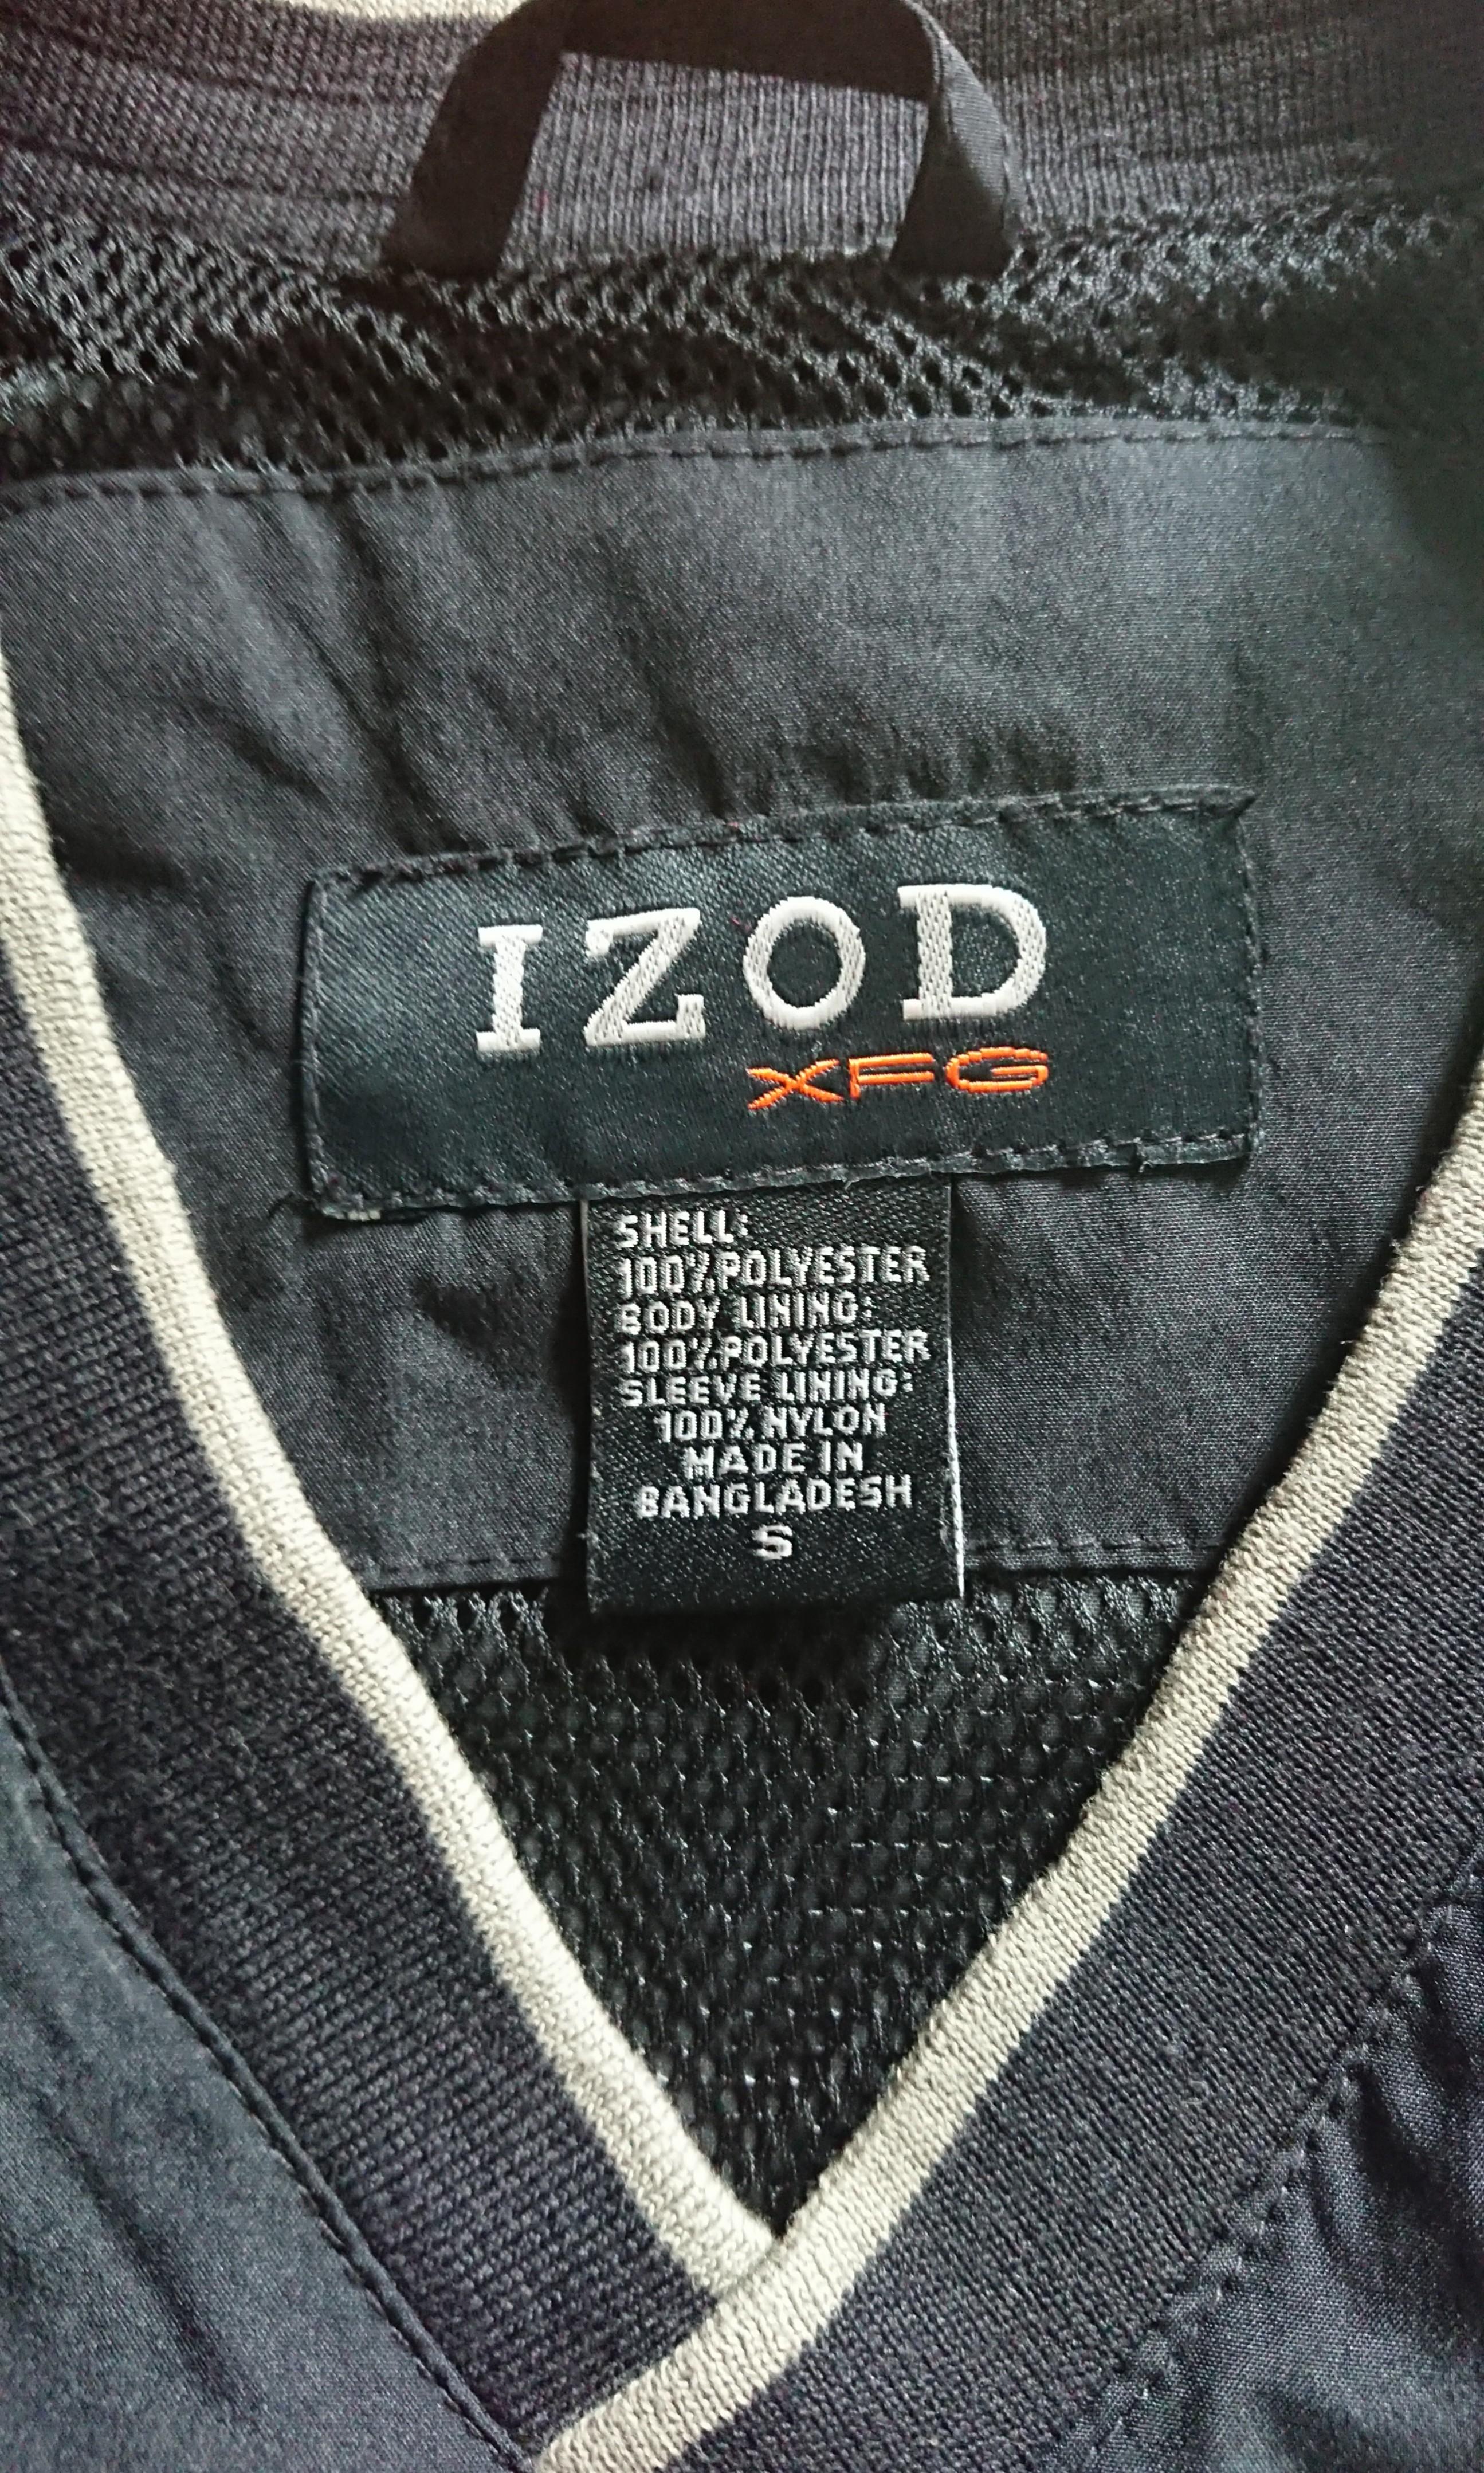 IZOD
XFG
SHELL:
100%POLYESTER
BODY LINING:
100%POLYESTER
SLEEVE LINING:
100% NYLON
MADE IN
BANGLADESH
S